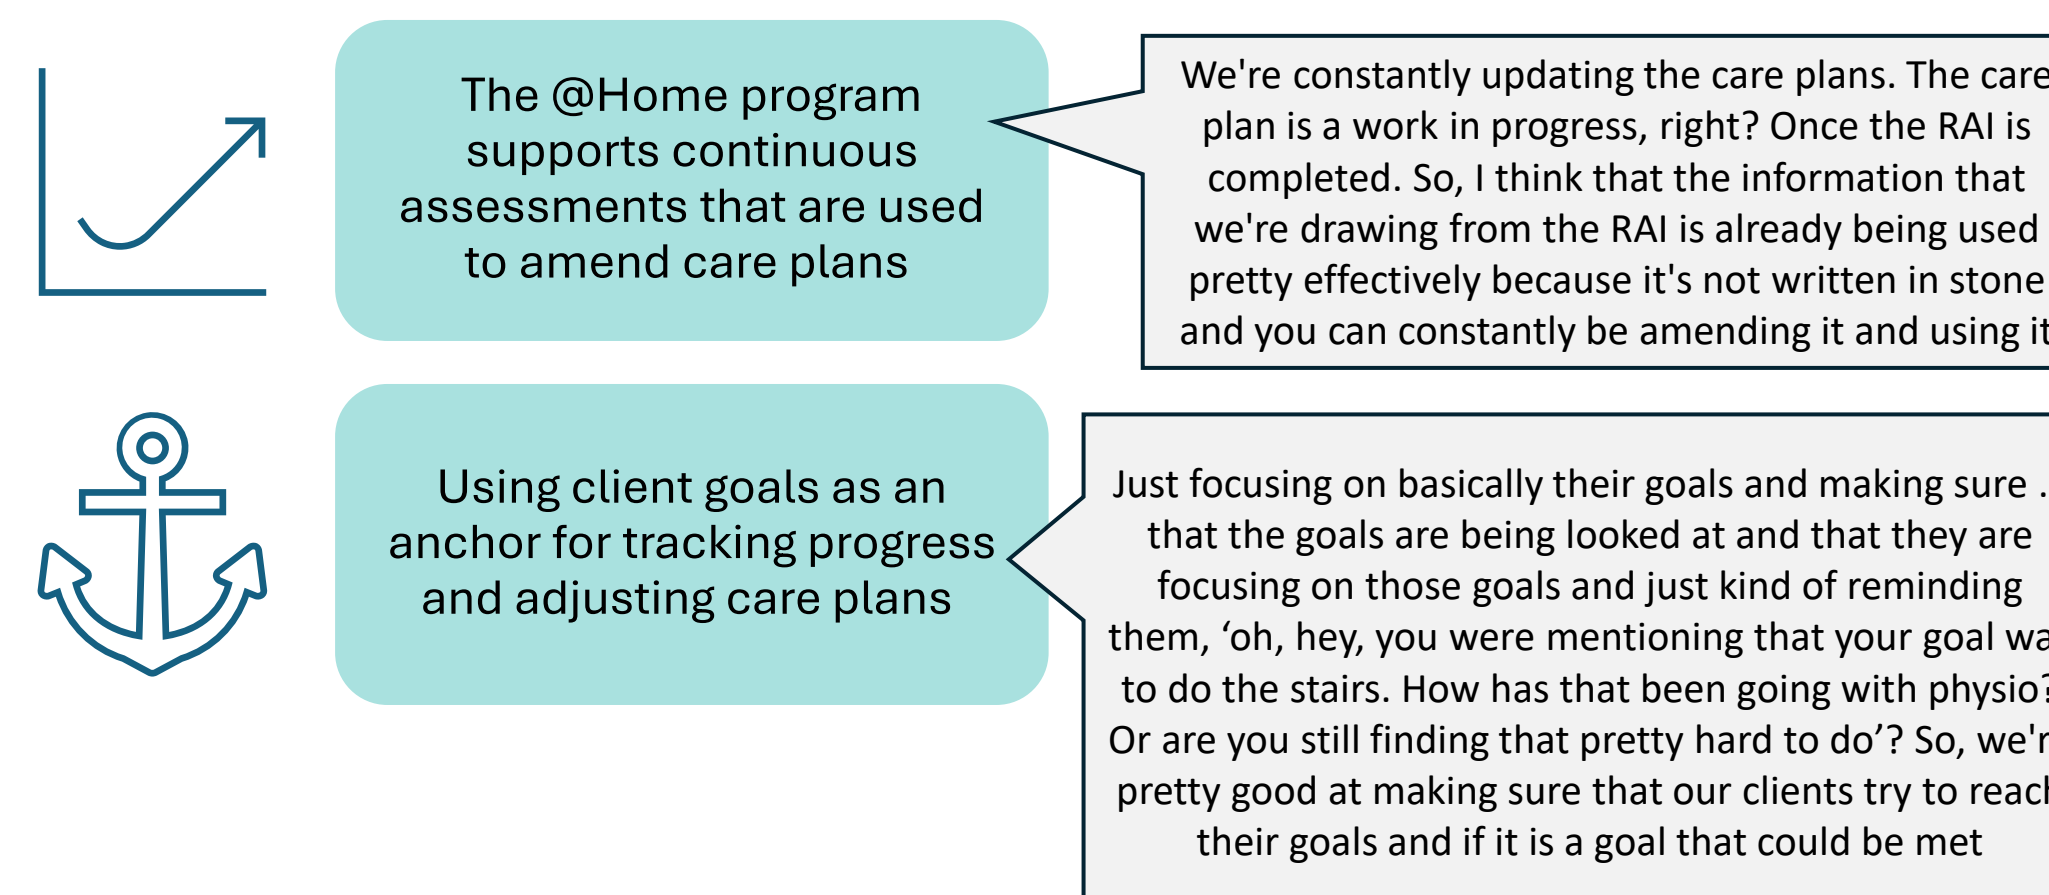 The @Home program
supports continuous
assessments that are used
to amend care plans
We're constantly updating the care plans. The care
plan is a work in progress, right? Once the RAI is
completed. So, I think that the information that
we're drawing from the RAI is already being used
pretty effectively because it's not written in stone
and you can constantly be amending it and using it
Using client goals as an
anchor for tracking progress
and adjusting care plans
Just focusing on basically their goals and making sure .
that the goals are being looked at and that they are
focusing on those goals and just kind of reminding
them, ‘oh, hey, you were mentioning that your goal wa
to do the stairs. How has that been going with physio?
Or are you still finding that pretty hard to do’? So, we'r
pretty good at making sure that our clients try to reach
their goals and if it is a goal that could be met